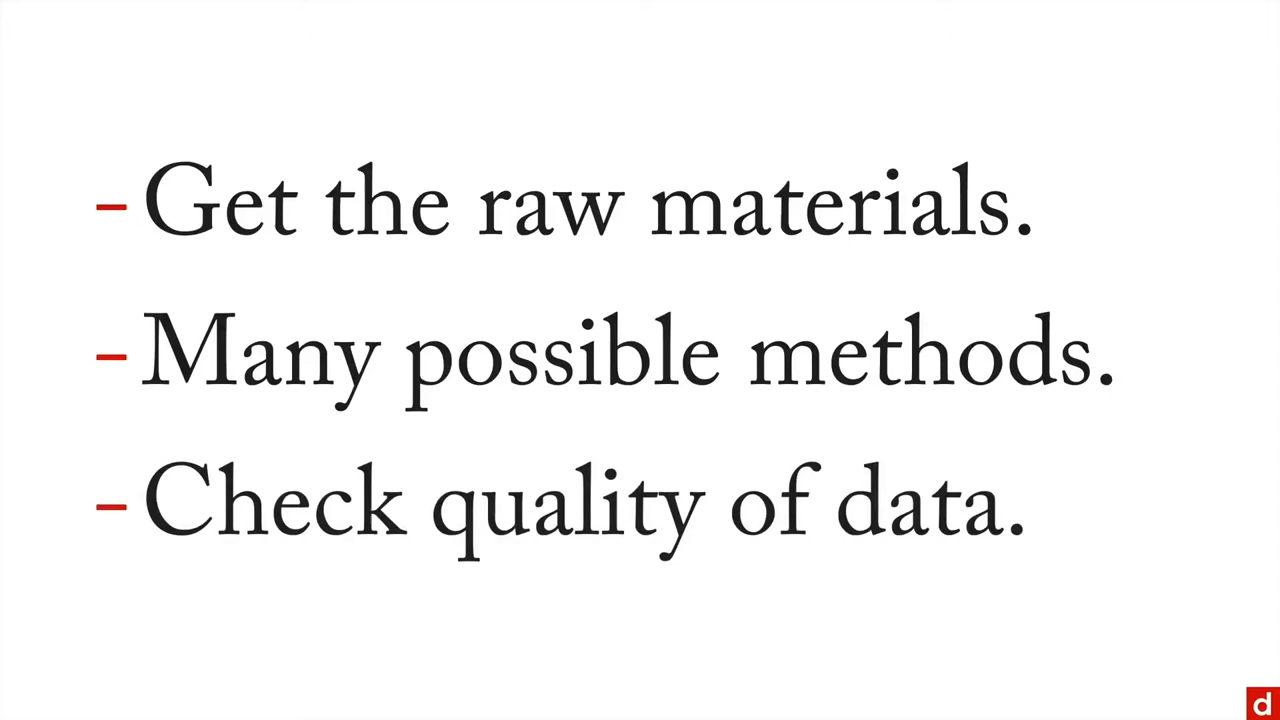 - Get the raw materials.
- Many possible methods.
- Check quality of data.
d